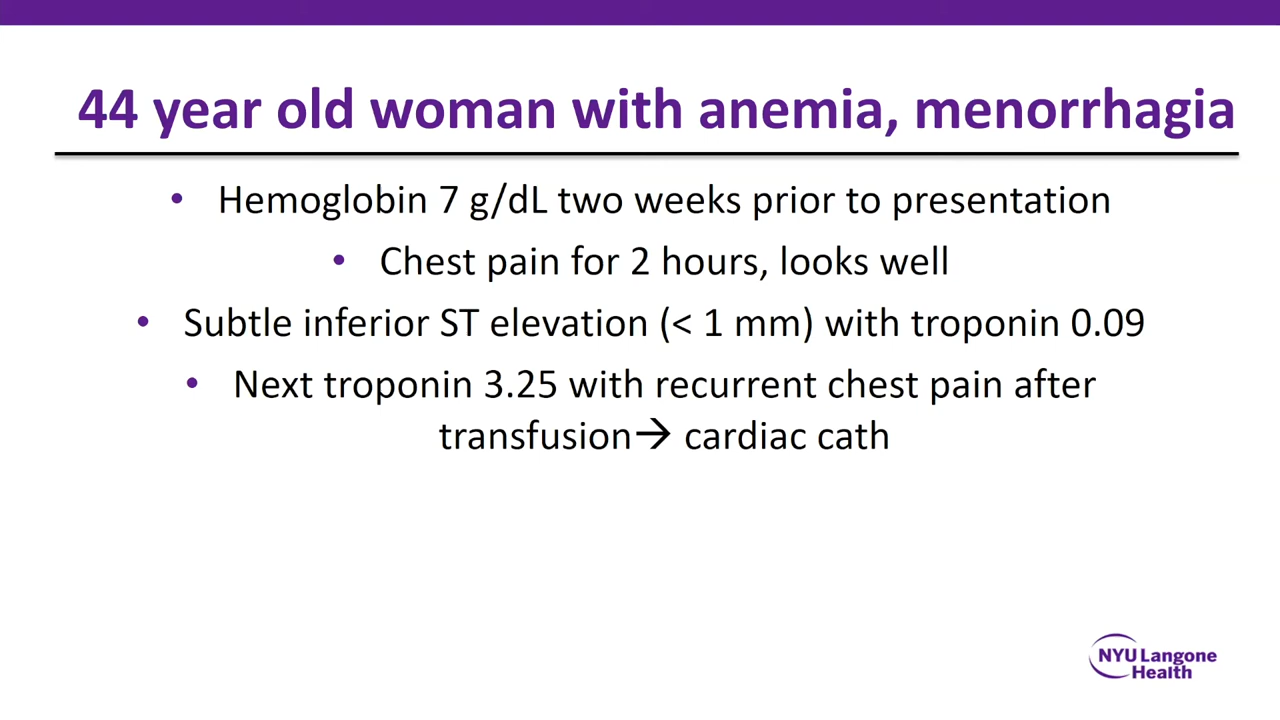 44 year old woman with anemia, menorrhagia
• Hemoglobin 7 g/dL two weeks prior to presentation
• Chest pain for 2 hours, looks well
• Subtle inferior ST elevation (< 1 mm) with troponin 0.09
• Next troponin 3.25 with recurrent chest pain after
transfusion→ cardiac cath
NYU Langone
Health